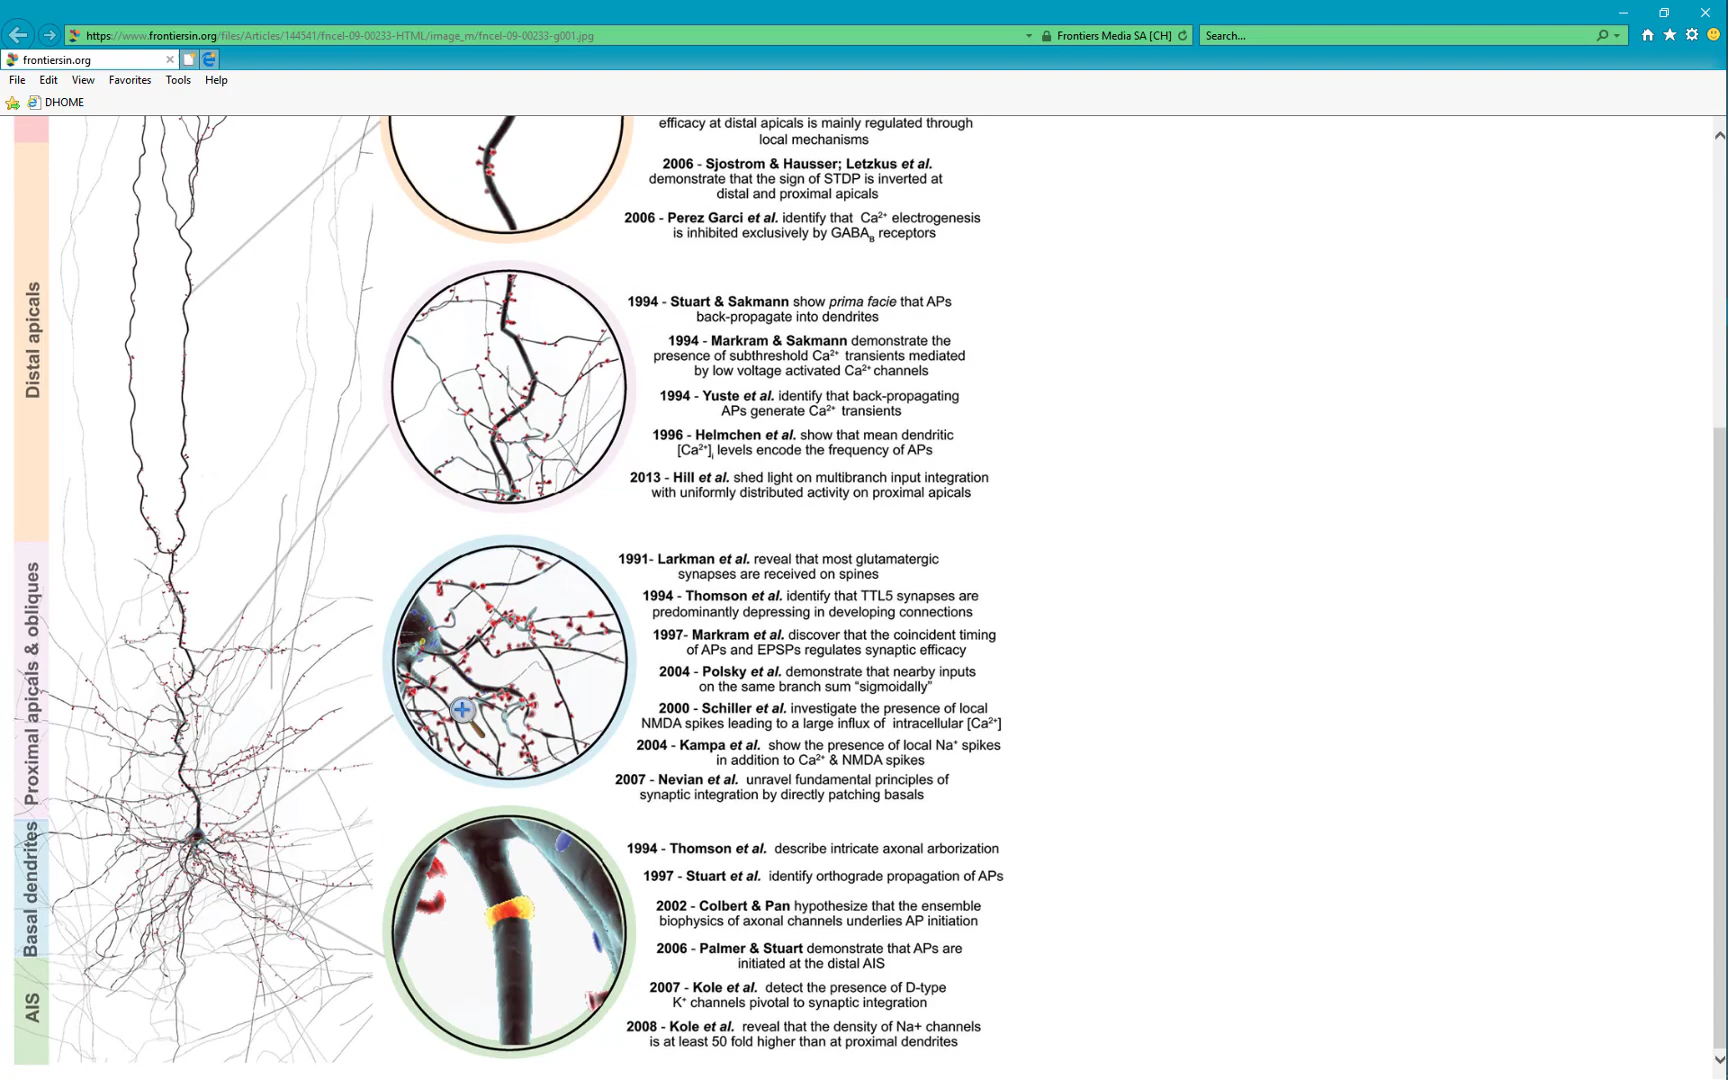 https://www.frontiersin.org/files/Articles/144541/fncel-09-00233-HTML/image_m/fncel-09-00233-g001.jpg
Frontiers Media SA [CH]
Search...
frontiersin.org
File Edit View Favorites Tools Help
DHOME
efficacy at distal apicals is mainly regulated through
local mechanisms
2006 - Sjostrom & Hausser; Letzkus et al.
demonstrate that the sign of STDP is inverted at
distal and proximal apicals
2006 - Perez Garci et al. identify that Ca²⁺ electrogenesis
is inhibited exclusively by GABA_B receptors
Distal apicals
1994 - Stuart & Sakmann show prima facie that APs
back-propagate into dendrites
1994 - Markram & Sakmann demonstrate the
presence of subthreshold Ca²⁺ transients mediated
by low voltage activated Ca²⁺ channels
1994 - Yuste et al. identify that back-propagating
APs generate Ca²⁺ transients
1996 - Helmchen et al. show that mean dendritic
[Ca²⁺]ᵢ levels encode the frequency of APs
2013 - Hill et al. shed light on multibranch input integration
with uniformly distributed activity on proximal apicals
Proximal apicals & obliques
1991- Larkman et al. reveal that most glutamatergic
synapses are received on spines
1994 - Thomson et al. identify that TTL5 synapses are
predominantly depressing in developing connections
1997- Markram et al. discover that the coincident timing
of APs and EPSPs regulates synaptic efficacy
2004 - Polsky et al. demonstrate that nearby inputs
on the same branch sum “sigmoidally”
2000 - Schiller et al. investigate the presence of local
NMDA spikes leading to a large influx of intracellular [Ca²⁺]
2004 - Kampa et al. show the presence of local Na⁺ spikes
in addition to Ca²⁺ & NMDA spikes
2007 - Nevian et al. unravel fundamental principles of
synaptic integration by directly patching basals
Basal dendrites
1994 - Thomson et al. describe intricate axonal arborization
1997 - Stuart et al. identify orthograde propagation of APs
2002 - Colbert & Pan hypothesize that the ensemble
biophysics of axonal channels underlies AP initiation
2006 - Palmer & Stuart demonstrate that APs are
initiated at the distal AIS
2007 - Kole et al. detect the presence of D-type
K⁺ channels pivotal to synaptic integration
2008 - Kole et al. reveal that the density of Na+ channels
is at least 50 fold higher than at proximal dendrites
AIS